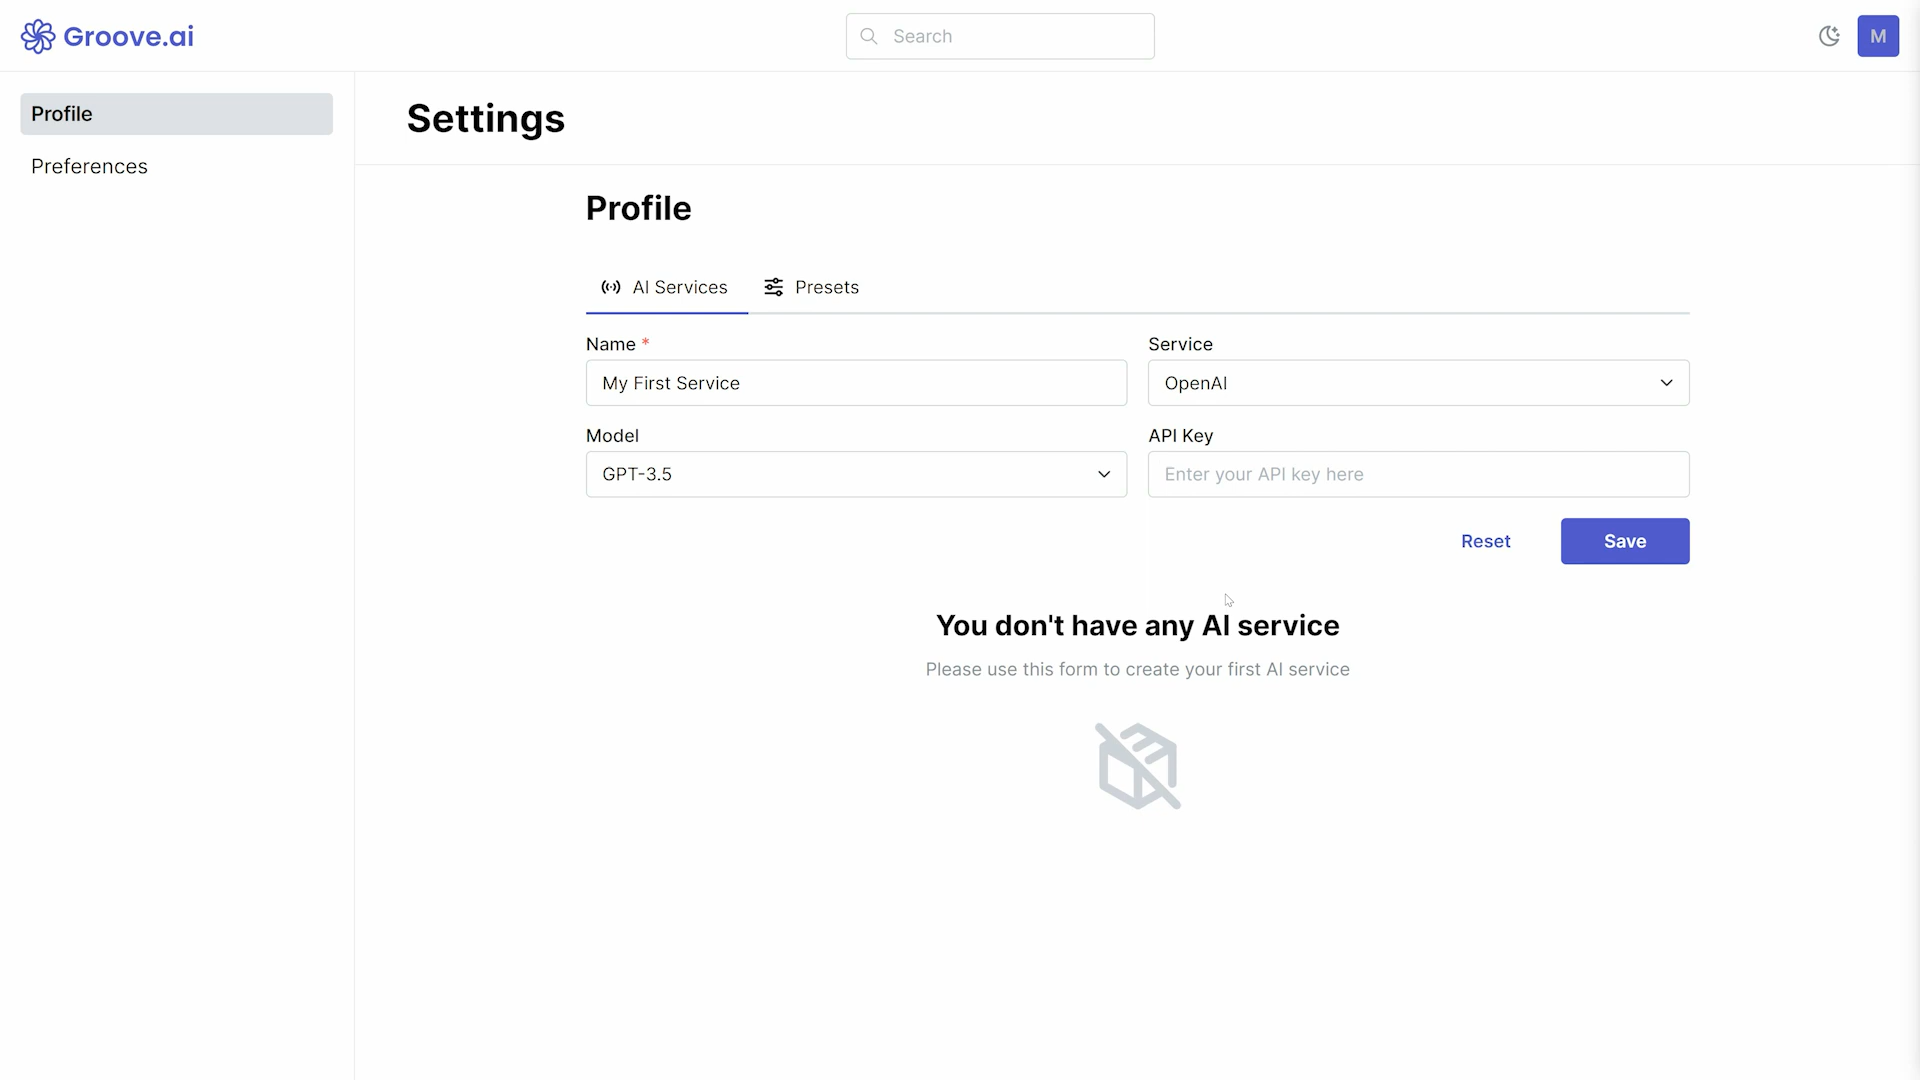 Groove.ai
Search
M
Profile
Preferences
Settings
Profile
AI Services
Presets
Name *
My First Service
Service
OpenAI
Model
GPT-3.5
API Key
Enter your API key here
Reset
Save
You don't have any AI service
Please use this form to create your first AI service